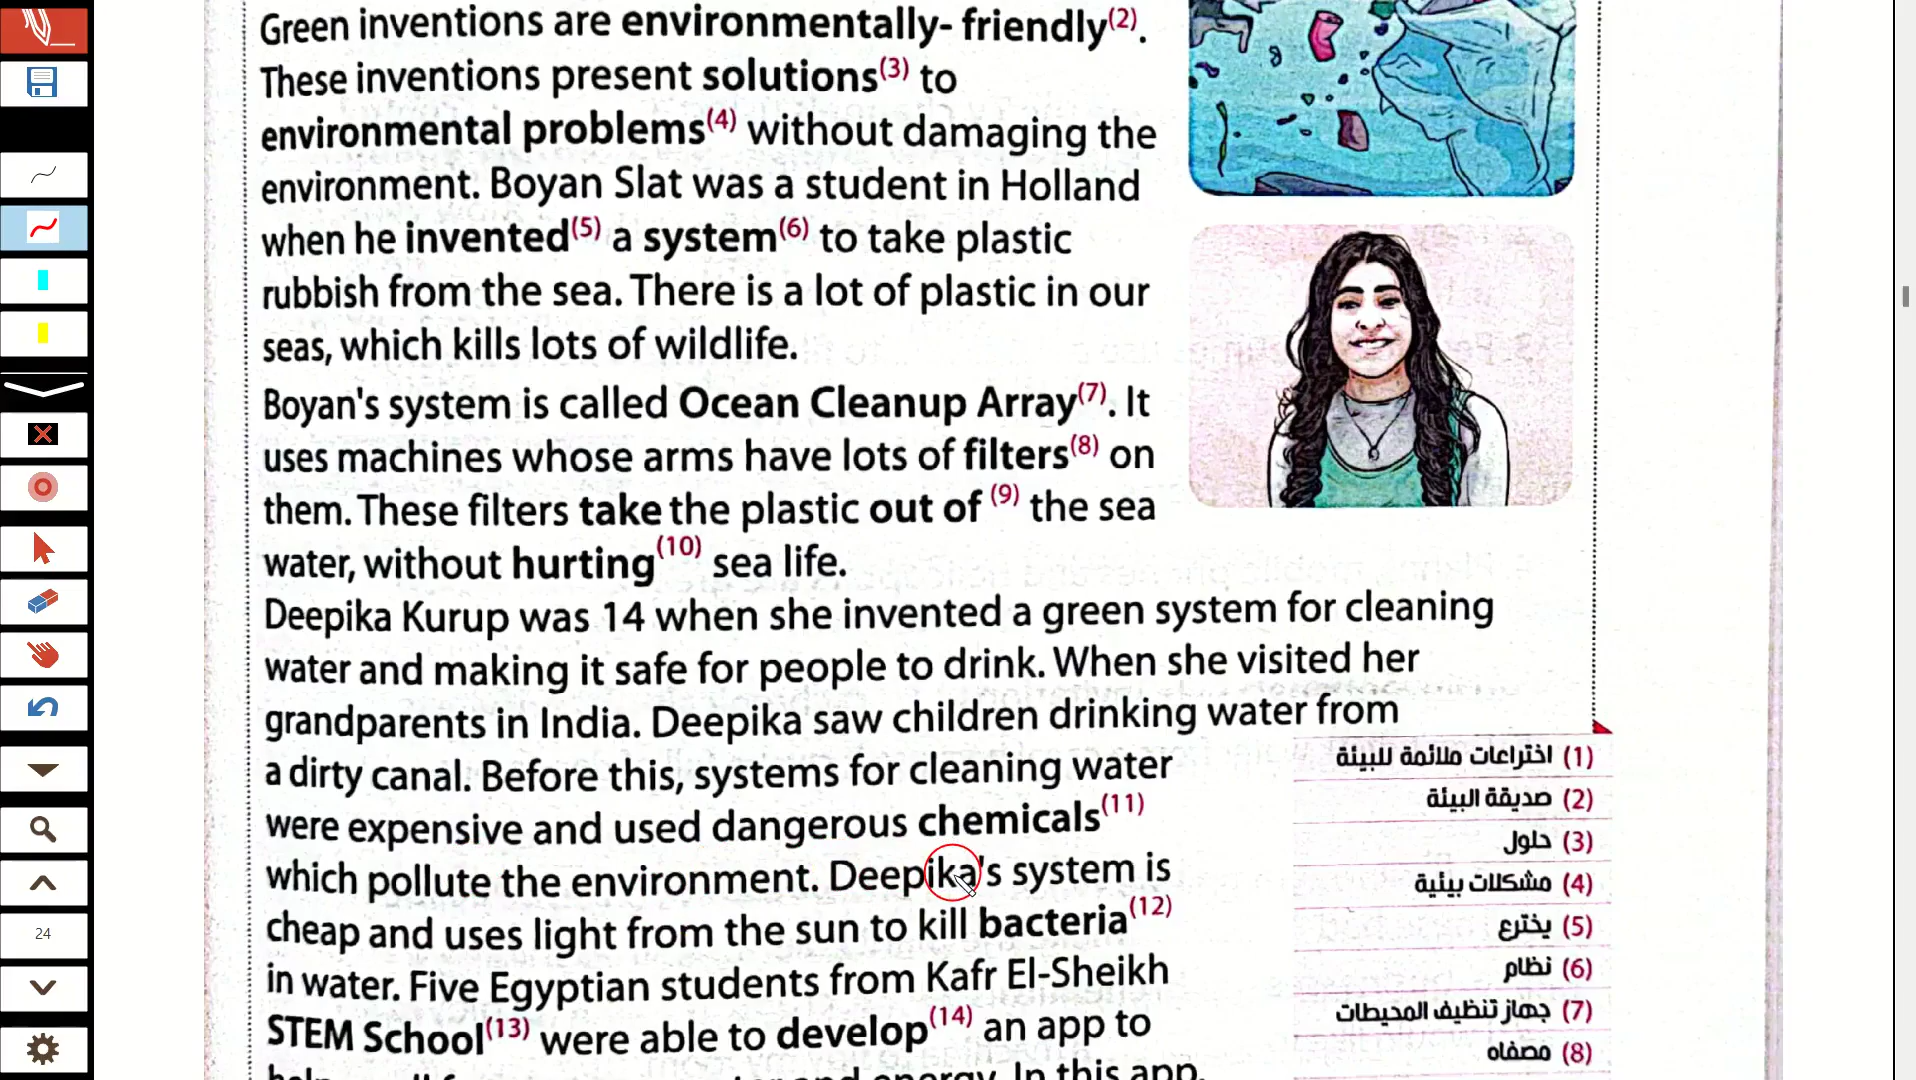 Green inventions are environmentally- friendly(2).
These inventions present solutions(3) to
environmental problems(4) without damaging the
environment. Boyan Slat was a student in Holland
when he invented(5) a system(6) to take plastic
rubbish from the sea. There is a lot of plastic in our
seas, which kills lots of wildlife.
Boyan's system is called Ocean Cleanup Array(7). It
uses machines whose arms have lots of filters(8) on
them. These filters take the plastic out of (9) the sea
water, without hurting(10) sea life.
Deepika Kurup was 14 when she invented a green system for cleaning
water and making it safe for people to drink. When she visited her
grandparents in India. Deepika saw children drinking water from
a dirty canal. Before this, systems for cleaning water
were expensive and used dangerous chemicals(11)
which pollute the environment. Deepika's system is
cheap and uses light from the sun to kill bacteria(12)
in water. Five Egyptian students from Kafr El-Sheikh
STEM School(13) were able to develop(14) an app to
energy. In this app,
(1) اختراعات ملائمة للبيئة
(2) صديقة البيئة
(3) حلول
(4) مشكلات بيئية
(5) يخترع
(6) نظام
(7) جهاز تنظيف المحيطات
(8) مصفاه
24